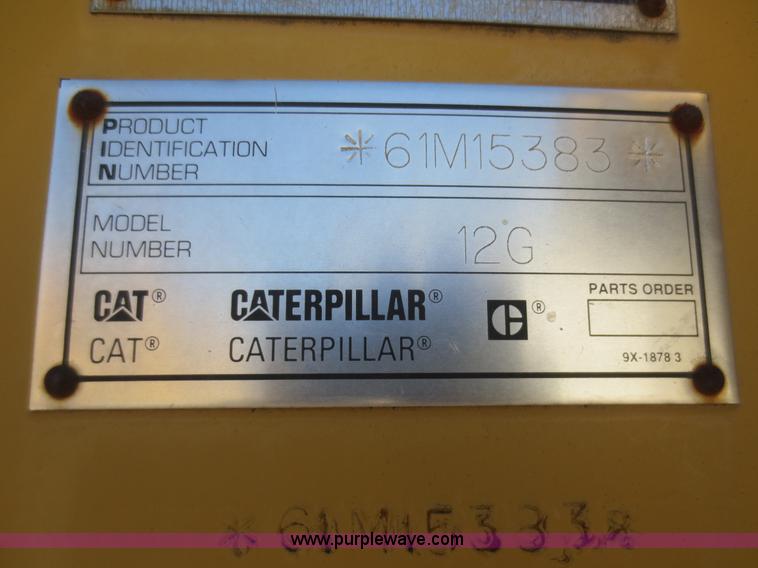 PRODUCT
IDENTIFICATION
NUMBER
*61M15383*
MODEL
NUMBER
12G
CAT® CATERPILLAR® C® PARTS ORDER
CAT® CATERPILLAR®
9X-1878 3
www.purplewave.com